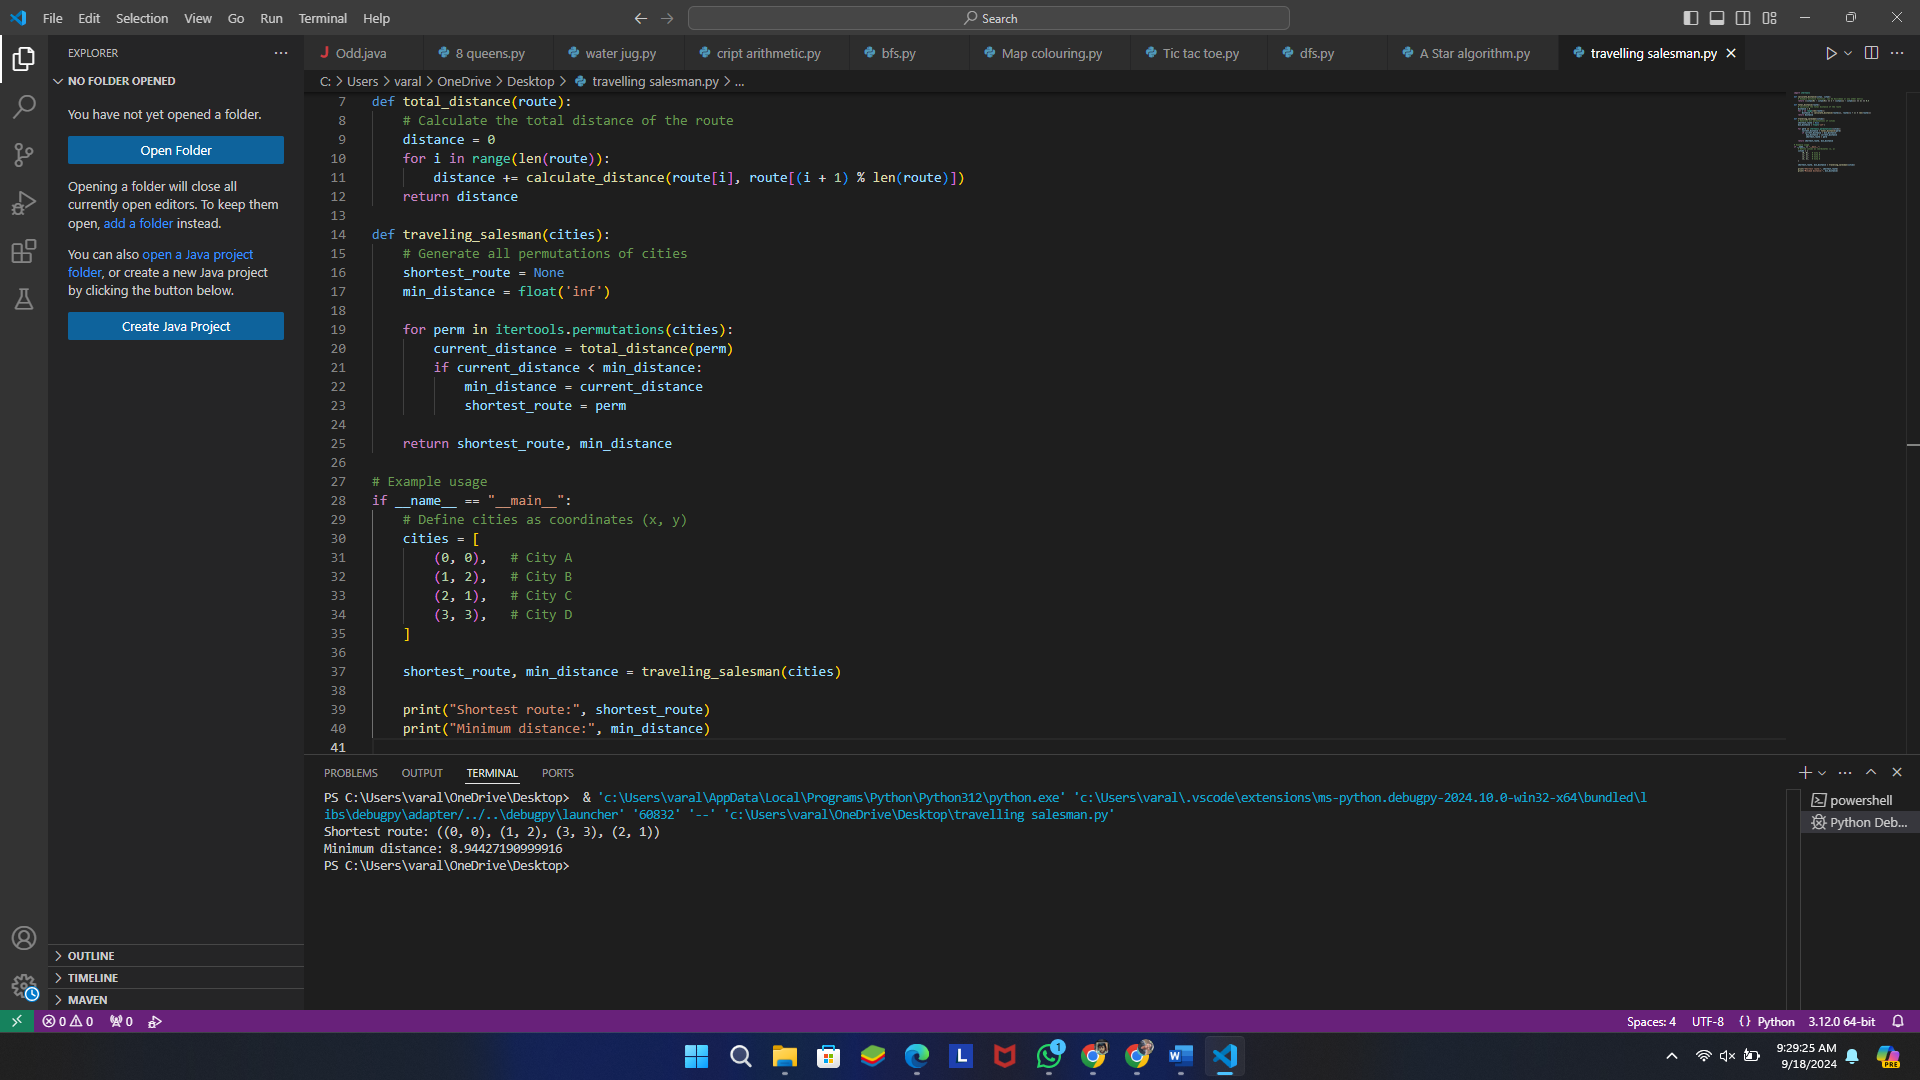 File Edit Selection View Go Run Terminal Help
Search
EXPLORER
NO FOLDER OPENED
You have not yet opened a folder.
Open Folder
Opening a folder will close all
currently open editors. To keep them
open, add a folder instead.
You can also open a Java project
folder, or create a new Java project
by clicking the button below.
Create Java Project
OUTLINE
TIMELINE
MAVEN
Odd.java 8 queens.py water jug.py cript arithmetic.py bfs.py Map colouring.py Tic tac toe.py dfs.py A Star algorithm.py travelling salesman.py
C: > Users > varal > OneDrive > Desktop > travelling salesman.py > ...
7 def total_distance(route):
8 # Calculate the total distance of the route
9 distance = 0
10 for i in range(len(route)):
11 distance += calculate_distance(route[i], route[(i + 1) % len(route)])
12 return distance
13
14 def traveling_salesman(cities):
15 # Generate all permutations of cities
16 shortest_route = None
17 min_distance = float('inf')
18
19 for perm in itertools.permutations(cities):
20 current_distance = total_distance(perm)
21 if current_distance < min_distance:
22 min_distance = current_distance
23 shortest_route = perm
24
25 return shortest_route, min_distance
26
27 # Example usage
28 if __name__ == "__main__":
29 # Define cities as coordinates (x, y)
30 cities = [
31 (0, 0), # City A
32 (1, 2), # City B
33 (2, 1), # City C
34 (3, 3), # City D
35 ]
36
37 shortest_route, min_distance = traveling_salesman(cities)
38
39 print("Shortest route:", shortest_route)
40 print("Minimum distance:", min_distance)
41
PROBLEMS OUTPUT TERMINAL PORTS
PS C:\Users\varal\OneDrive\Desktop> & 'c:\Users\varal\AppData\Local\Programs\Python\Python312\python.exe' 'c:\Users\varal\.vscode\extensions\ms-python.debugpy-2024.10.0-win32-x64\bundled\l
ibs\debugpy\adapter/../..\debugpy\launcher' '60832' '--' 'c:\Users\varal\OneDrive\Desktop\travelling salesman.py'
Shortest route: ((0, 0), (1, 2), (3, 3), (2, 1))
Minimum distance: 8.94427190999916
PS C:\Users\varal\OneDrive\Desktop>
powershell
Python Deb...
0 0 0
Spaces: 4 UTF-8 {} Python 3.12.0 64-bit
L
1
W
PRE
9:29:25 AM
9/18/2024